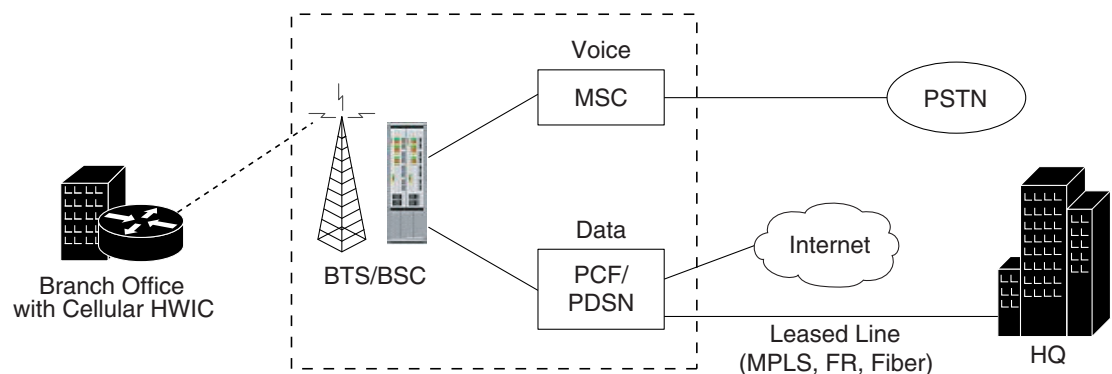 Voice
MSC
PSTN
Branch Office
with Cellular HWIC
BTS/BSC
Data
PCF/
PDSN
Internet
Leased Line
(MPLS, FR, Fiber)
HQ